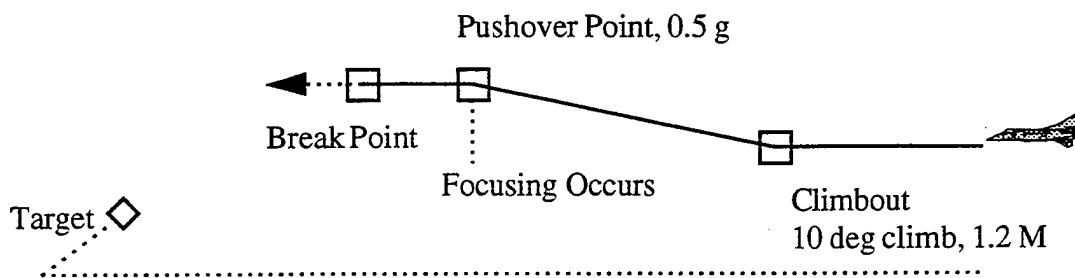 Pushover Point, 0.5 g
Break Point
Focusing Occurs
Target
Climbout
10 deg climb, 1.2 M